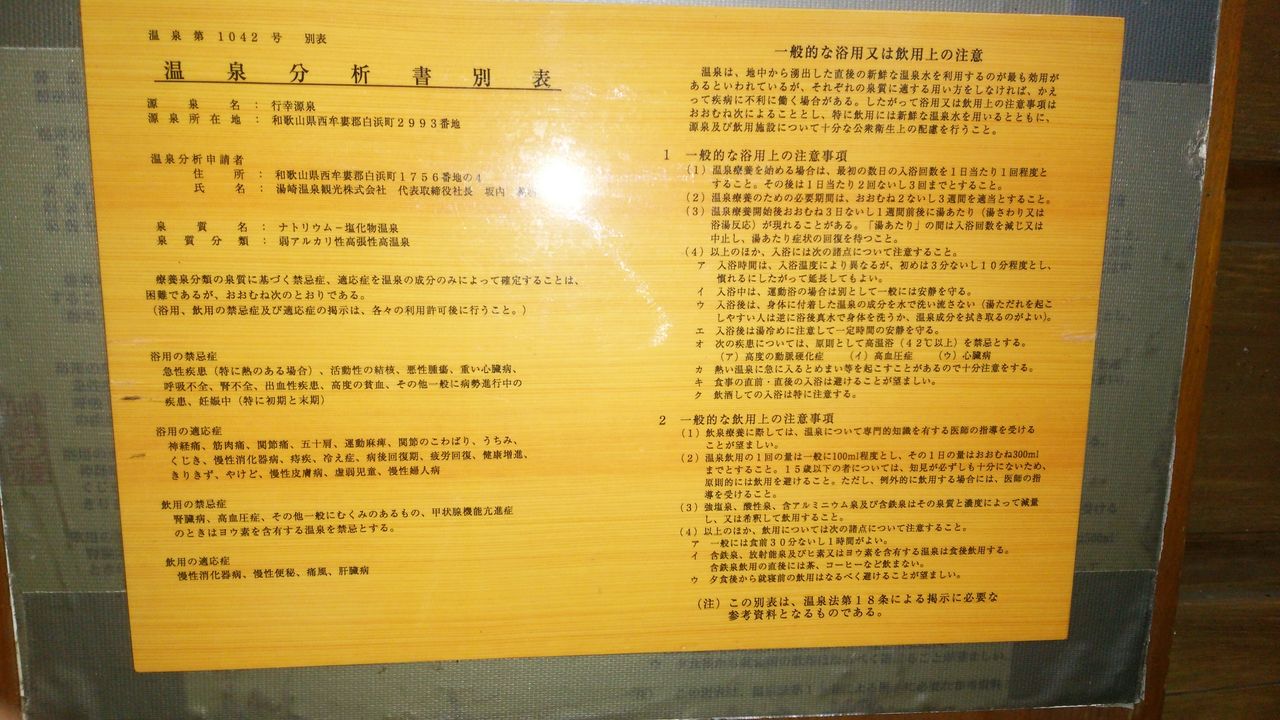 温泉第1042号 別表
温泉分析書別表
源泉名：行幸源泉
源泉所在地：和歌山県西牟婁郡白浜町２９９３番地
温泉分析申請者
住所：和歌山県西牟婁郡白浜町１７５６番地の４
氏名：湯崎温泉観光株式会社 代表取締役社長 坂内
泉質名：ナトリウム－塩化物温泉
泉質分類：弱アルカリ性高張性高温泉
療養泉分類の泉質に基づく禁忌症、適応症を温泉の成分のみによって確定することは、
困難であるが、おおむね次のとおりである。
（浴用、飲用の禁忌症及び適応症の掲示は、各々の利用許可後に行うこと。）
浴用の禁忌症
急性疾患（特に熱のある場合）、活動性の結核、悪性腫瘍、重い心臓病、
呼吸不全、腎不全、出血性疾患、高度の貧血、その他一般に病勢進行中の
疾患、妊娠中（特に初期と末期）
浴用の適応症
神経痛、筋肉痛、関節痛、五十肩、運動麻痺、関節のこわばり、うちみ、
くじき、慢性消化器病、痔疾、冷え症、病後回復期、疲労回復、健康増進、
きりきず、やけど、慢性皮膚病、虚弱児童、慢性婦人病
飲用の禁忌症
腎臓病、高血圧症、その他一般にむくみのあるもの、甲状腺機能亢進症
のときはヨウ素を含有する温泉を禁忌とする。
飲用の適応症
慢性消化器病、慢性便秘、痛風、肝臓病
一般的な浴用又は飲用上の注意
温泉は、地中から湧出した直後の新鮮な温泉水を利用するのが最も効用が
あるといわれているが、それぞれの泉質に適する用い方をしなければ、かえ
って疾病に不利に働く場合がある。したがって浴用又は飲用上の注意事項は
おおむね次によることとし、特に飲用には新鮮な温泉水を用いるとともに、
源泉及び飲用施設について十分な公衆衛生上の配慮を行うこと。
１ 一般的な浴用上の注意事項
（１）温泉療養を始める場合は、最初の数日の入浴回数を１日当たり１回程度と
すること。その後は１日当たり２回ないし３回までとすること。
（２）温泉療養のための必要期間は、おおむね２ないし３週間を適当とすること。
（３）温泉療養開始後おおむね３日ないし１週間前後に湯あたり（湯さわり又は
浴湯反応）が現れることがある。「湯あたり」の間は入浴回数を減じ又は
中止し、湯あたり症状の回復を待つこと。
（４）以上のほか、入浴には次の諸点について注意すること。
ア 入浴時間は、入浴温度により異なるが、初めは３分ないし１０分程度とし、
慣れるにしたがって延長してもよい。
イ 入浴中は、運動浴の場合は別として一般には安静を守る。
ウ 入浴後は、身体に付着した温泉の成分を水で洗い流さない（湯ただれを起こ
しやすい人は逆に浴後真水で身体を洗うか、温泉成分を拭き取るのがよい）。
エ 入浴後は湯冷めに注意して一定時間の安静を守る。
オ 次の疾患については、原則として高温浴（４２℃以上）を禁忌とする。
（ア）高度の動脈硬化症 （イ）高血圧症 （ウ）心臓病
カ 熱い温泉に急に入るとめまい等を起こすことがあるので十分注意をする。
キ 食事の直前・直後の入浴は避けることが望ましい。
ク 飲酒しての入浴は特に注意する。
２ 一般的な飲用上の注意事項
（１）飲泉療養に際しては、温泉について専門的知識を有する医師の指導を受ける
ことが望ましい。
（２）温泉飲用の１回の量は一般に100ml程度とし、その１日の量はおおむね300ml
までとすること。１５歳以下の者については、知見が必ずしも十分にないため、
原則的には飲用を避けること。ただし、例外的に飲用する場合には、医師の指
導を受けること。
（３）強塩泉、酸性泉、含アルミニウム泉及び含鉄泉はその泉質と濃度によって減量
し、又は希釈して飲用すること。
（４）以上のほか、飲用については次の諸点について注意すること。
ア 一般には食前３０分ないし１時間がよい。
イ 含鉄泉、放射能泉及びヒ素又はヨウ素を含有する温泉は食後飲用する。
含鉄泉飲用の直後には茶、コーヒーなど飲まない。
ウ 夕食後から就寝前の飲用はなるべく避けることが望ましい。
（注）この別表は、温泉法第１８条による掲示に必要な
参考資料となるものである。